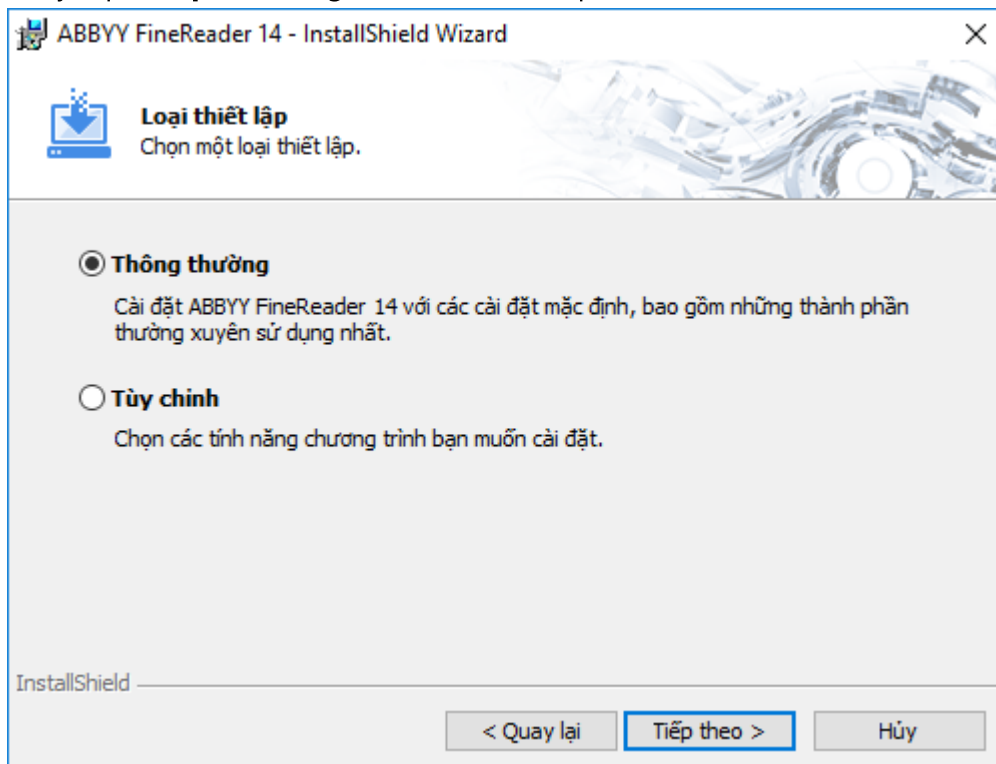 ABBYY FineReader 14 - InstallShield Wizard
Loại thiết lập
Chọn một loại thiết lập.
Thông thường
Cài đặt ABBYY FineReader 14 với các cài đặt mặc định, bao gồm những thành phần
thường xuyên sử dụng nhất.
Tùy chỉnh
Chọn các tính năng chương trình bạn muốn cài đặt.
InstallShield
< Quay lại
Tiếp theo >
Hủy